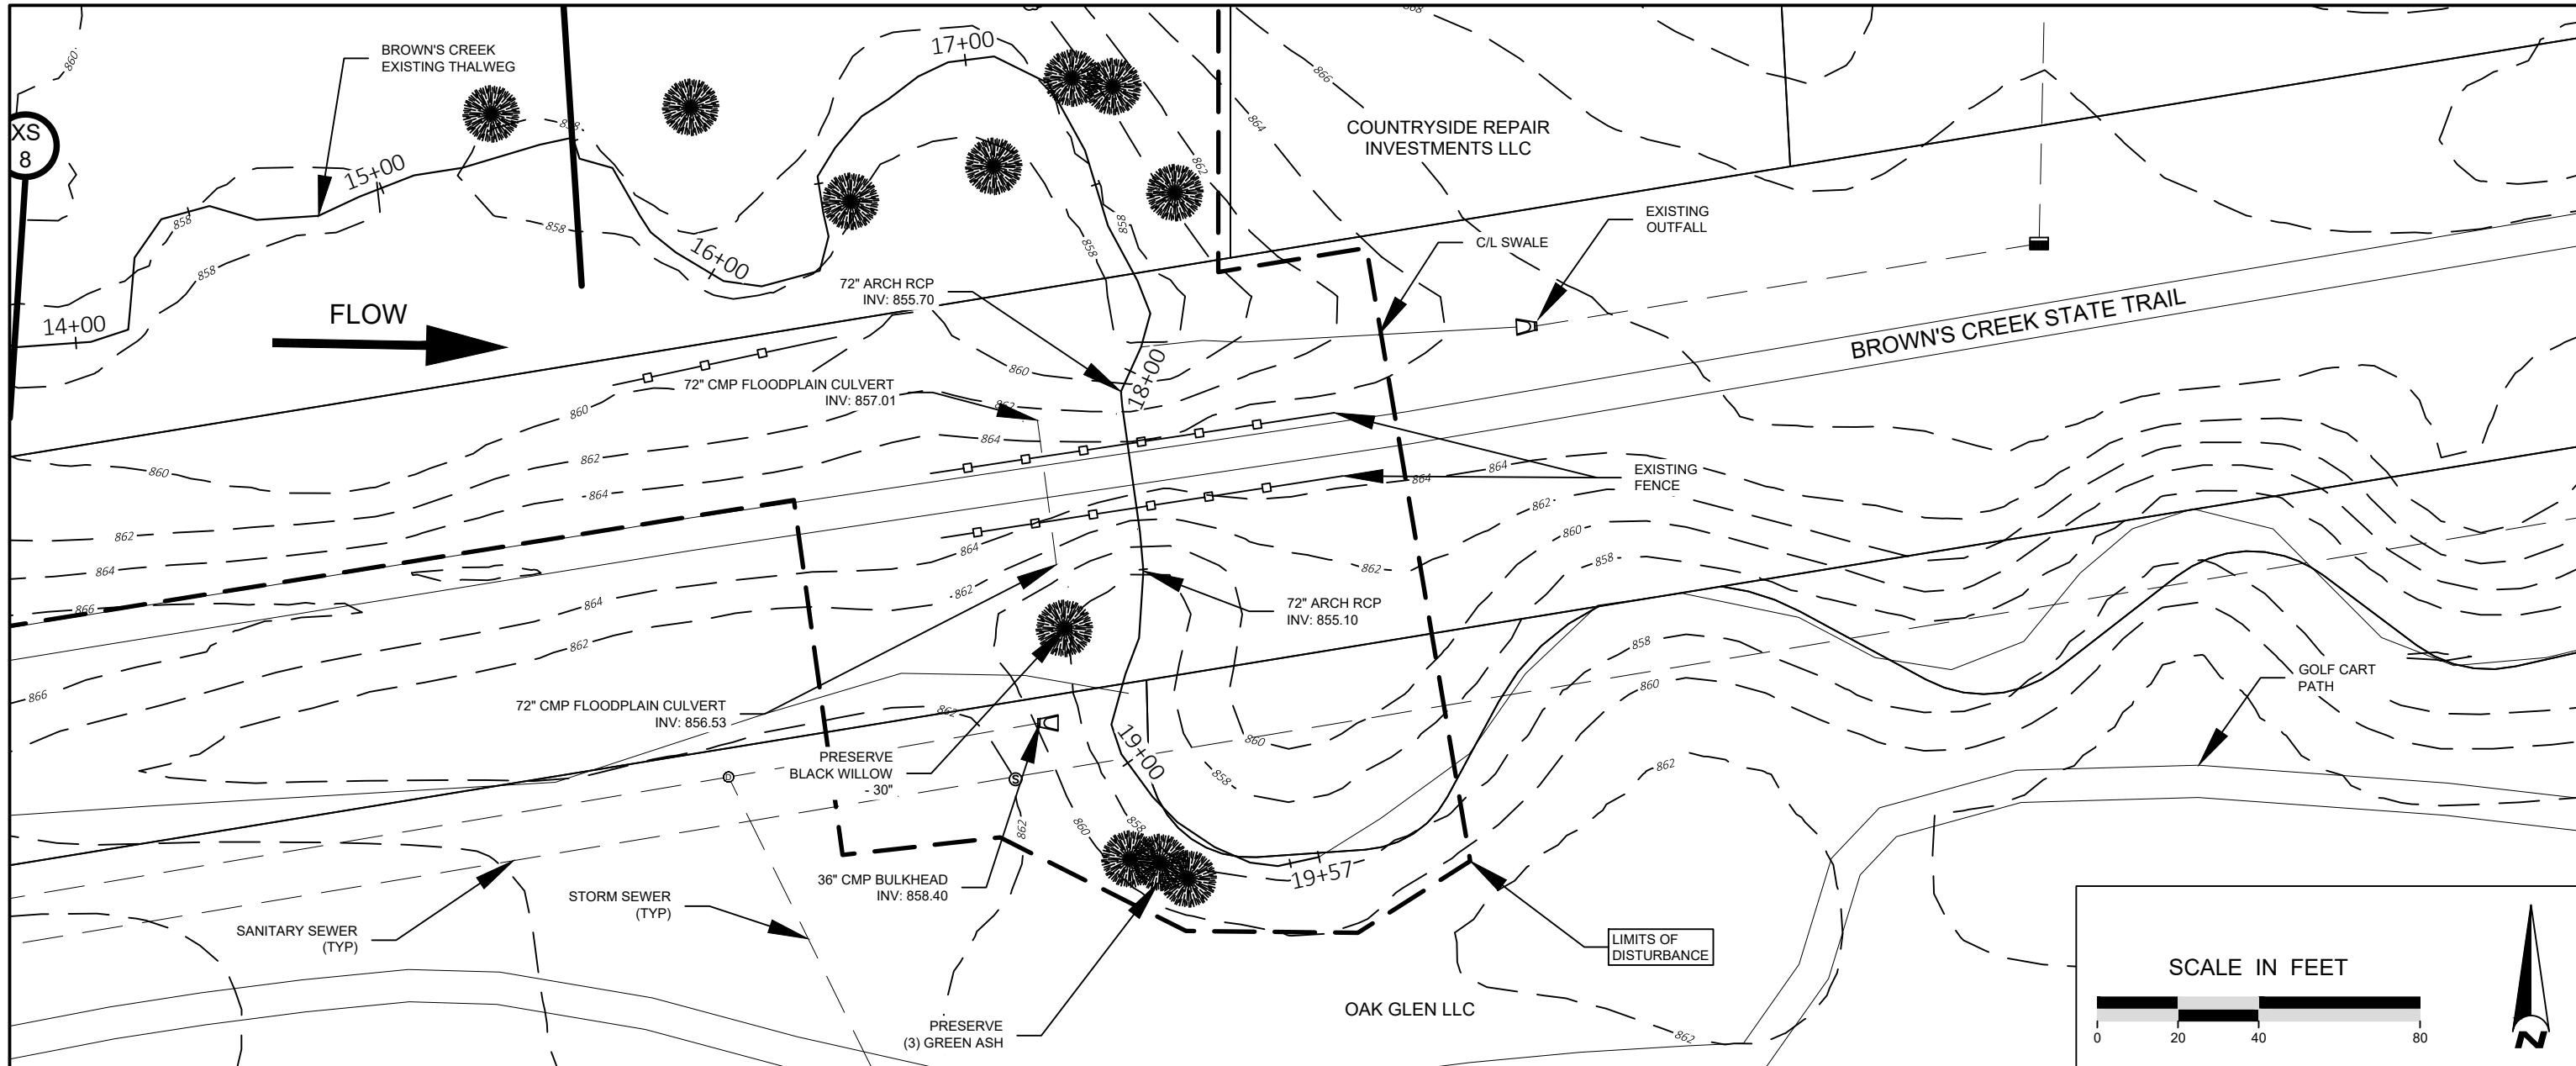 BROWN'S CREEK
EXISTING THALWEG
XS
8
14+00
15+00
16+00
17+00
18+00
19+00
19+57
FLOW
COUNTRYSIDE REPAIR
INVESTMENTS LLC
EXISTING
OUTFALL
C/L SWALE
72" ARCH RCP
INV: 855.70
72" CMP FLOODPLAIN CULVERT
INV: 857.01
BROWN'S CREEK STATE TRAIL
EXISTING
FENCE
72" ARCH RCP
INV: 855.10
72" CMP FLOODPLAIN CULVERT
INV: 856.53
PRESERVE
BLACK WILLOW
- 30"
GOLF CART
PATH
36" CMP BULKHEAD
INV: 858.40
STORM SEWER
(TYP)
SANITARY SEWER
(TYP)
LIMITS OF
DISTURBANCE
PRESERVE
(3) GREEN ASH
OAK GLEN LLC
SCALE IN FEET
0 20 40 80
N
D
S
860
868
866
864
862
858
858
858
858
858
858
858
860
862
860
862
864
860
862
864
860
862
864
866
866
864
862
864
862
862
864
864
862
860
858
862
858
860
862
860
858
862
862
860
858
862